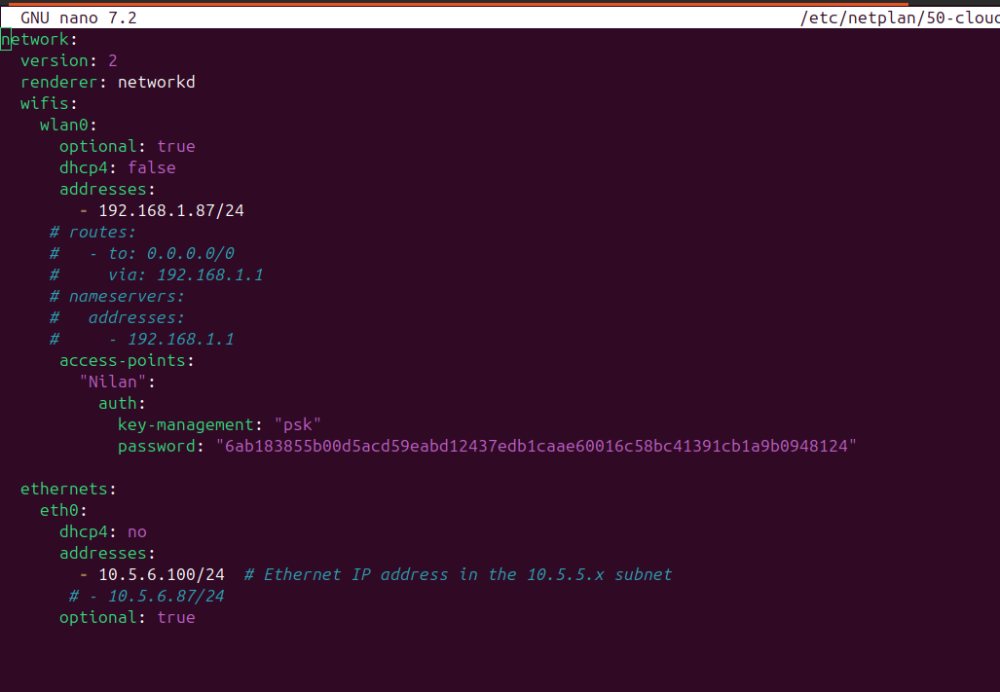 GNU nano 7.2 /etc/netplan/50-cloud
network:
  version: 2
  renderer: networkd
  wifis:
    wlan0:
      optional: true
      dhcp4: false
      addresses:
        - 192.168.1.87/24
     # routes:
     #   - to: 0.0.0.0/0
     #     via: 192.168.1.1
     # nameservers:
     #   addresses:
     #     - 192.168.1.1
      access-points:
        "Nilan":
          auth:
            key-management: "psk"
            password: "6ab183855b00d5acd59eabd12437edb1caae60016c58bc41391cb1a9b0948124"
  ethernets:
    eth0:
      dhcp4: no
      addresses:
        - 10.5.6.100/24  # Ethernet IP address in the 10.5.5.x subnet
       # - 10.5.6.87/24
      optional: true